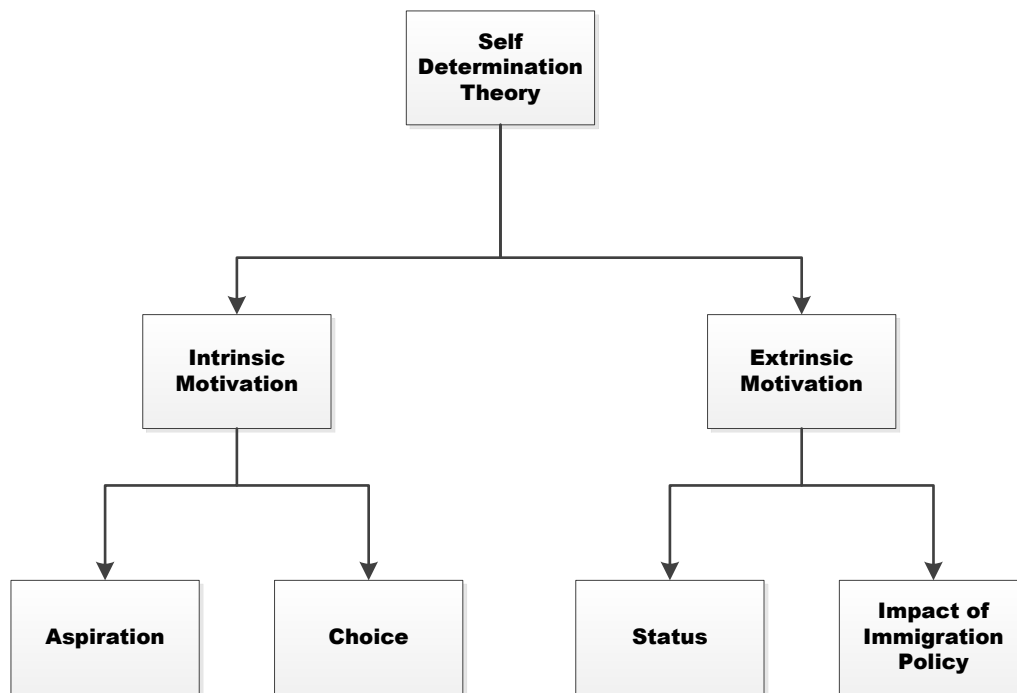 Self
Determination
Theory
Intrinsic
Motivation
Extrinsic
Motivation
Aspiration
Choice
Status
Impact of
Immigration
Policy